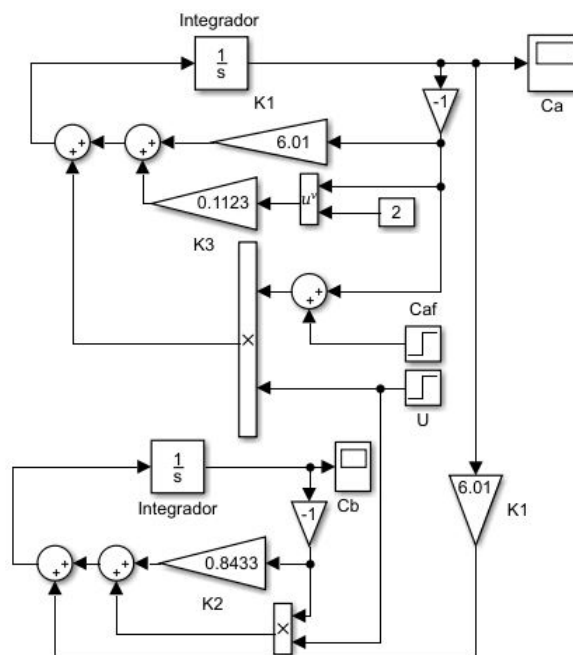 Integrador
1
s
Ca
-1
K1
6.01
+
+
+
+
u^v
2
0.1123
K3
+
+
Caf
×
U
1
s
Integrador
Cb
-1
6.01
K1
0.8433
+
+
+
+
K2
×